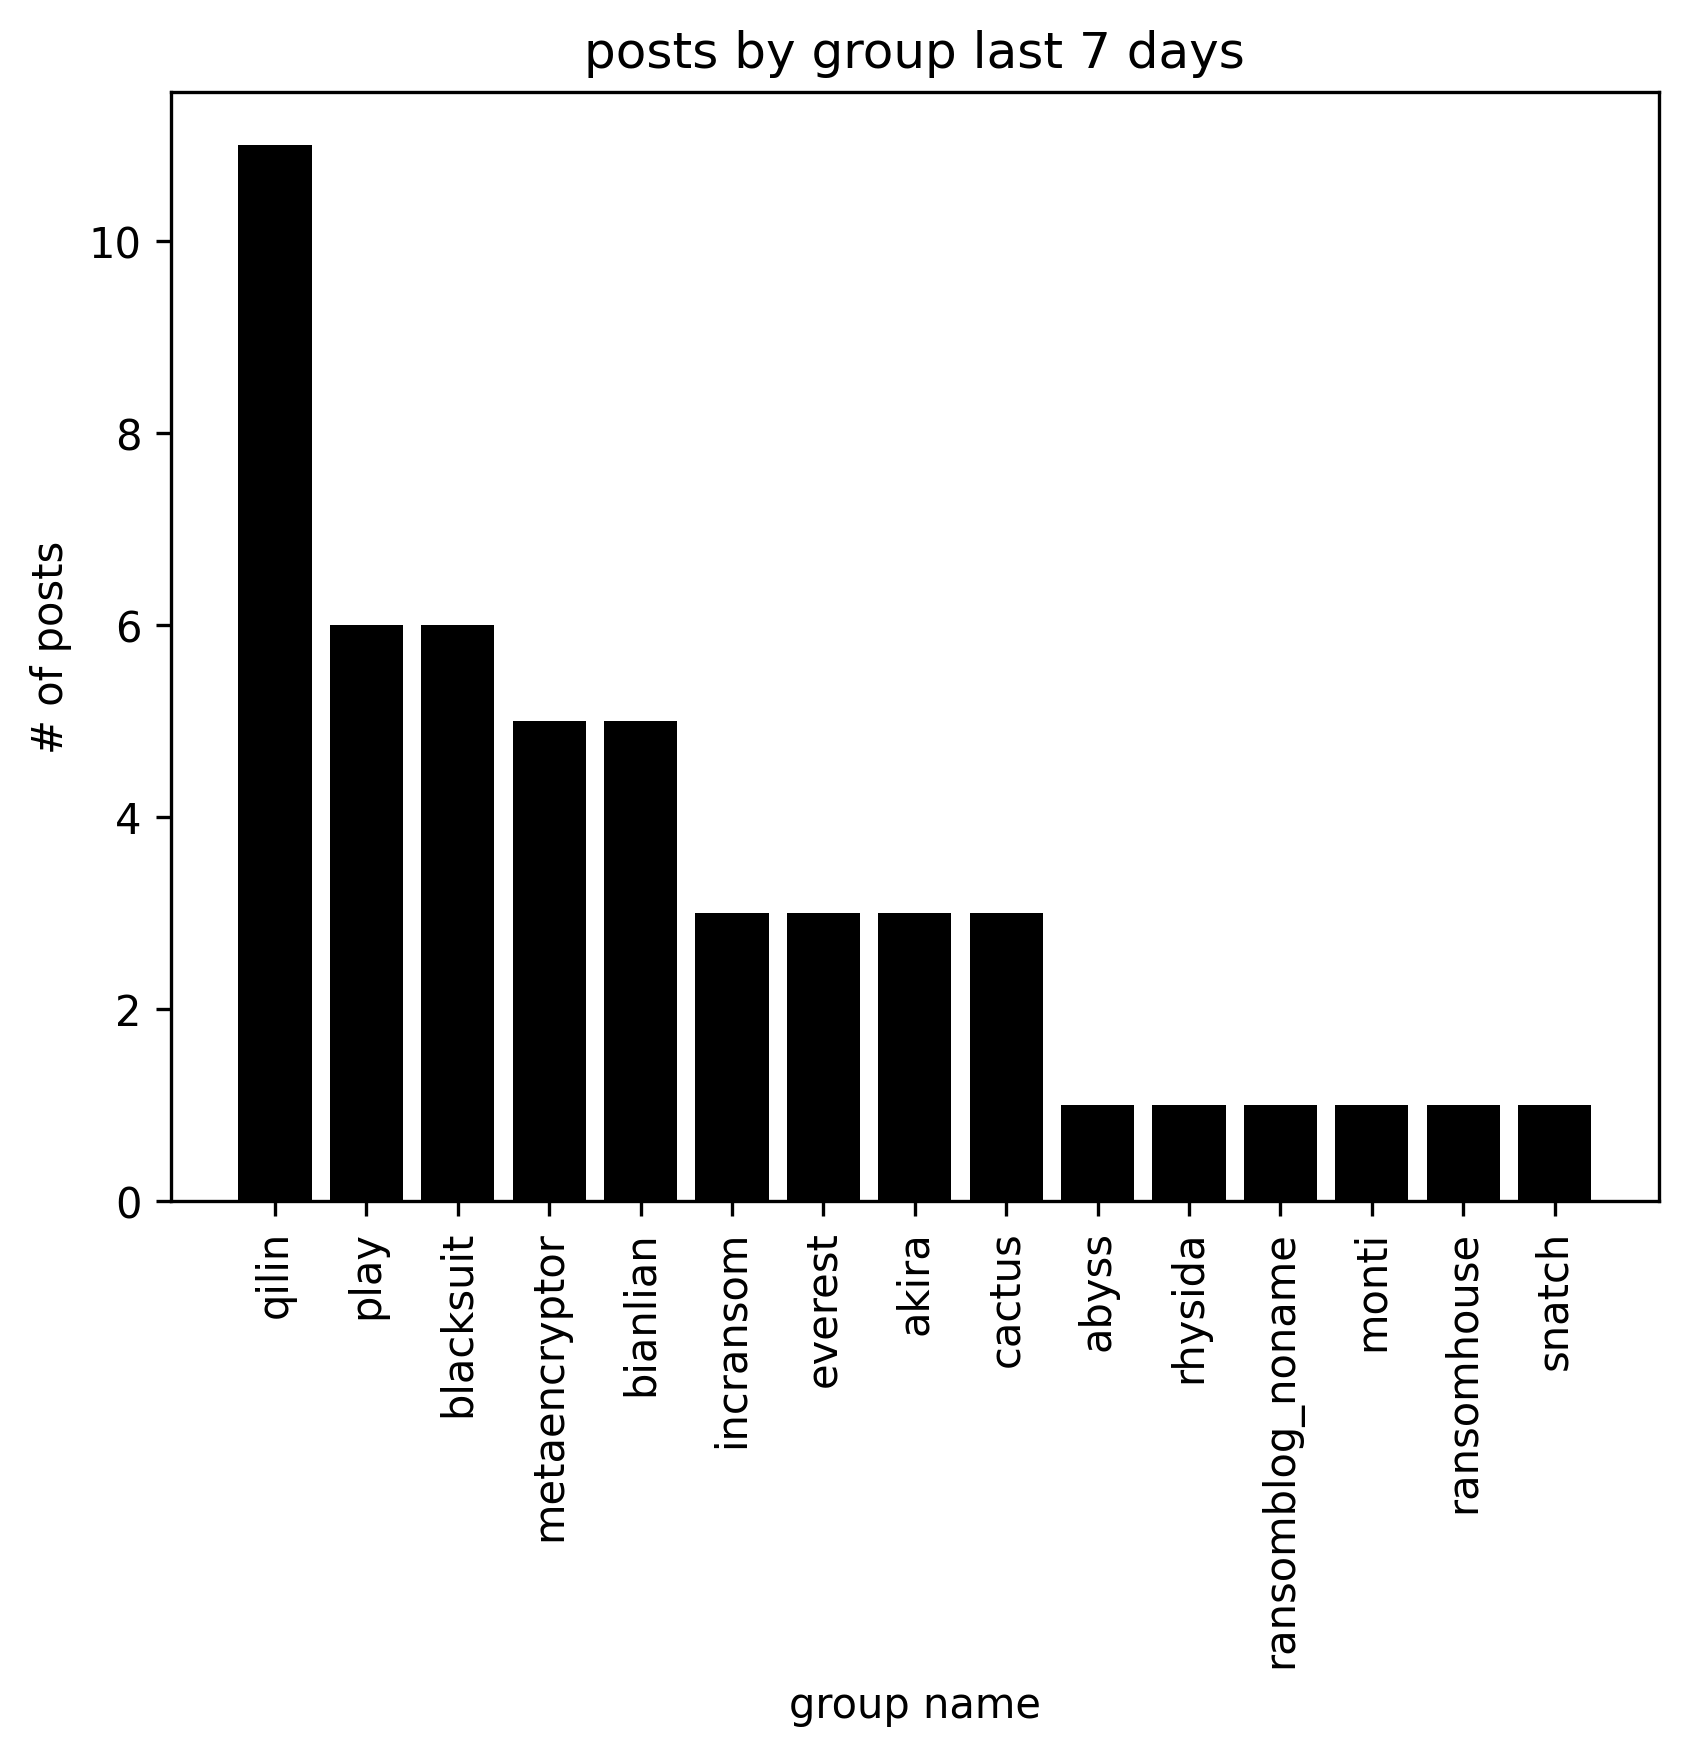 posts by group last 7 days
# of posts
10
8
6
4
2
0
qilin
play
blacksuit
metaencryptor
bianlian
incransom
everest
akira
cactus
abyss
rhysida
ransomblog_noname
monti
ransomhouse
snatch
group name